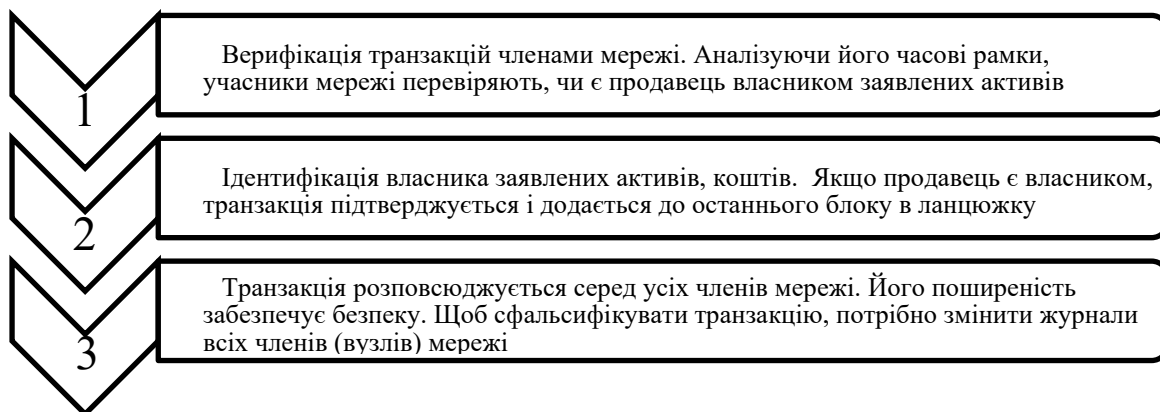 1
Верифікація транзакцій членами мережі. Аналізуючи його часові рамки,
учасники мережі перевіряють, чи є продавець власником заявлених активів
2
Ідентифікація власника заявлених активів, коштів. Якщо продавець є власником,
транзакція підтверджується і додається до останнього блоку в ланцюжку
3
Транзакція розповсюджується серед усіх членів мережі. Його поширеність
забезпечує безпеку. Щоб сфальсифікувати транзакцію, потрібно змінити журнали
всіх членів (вузлів) мережі